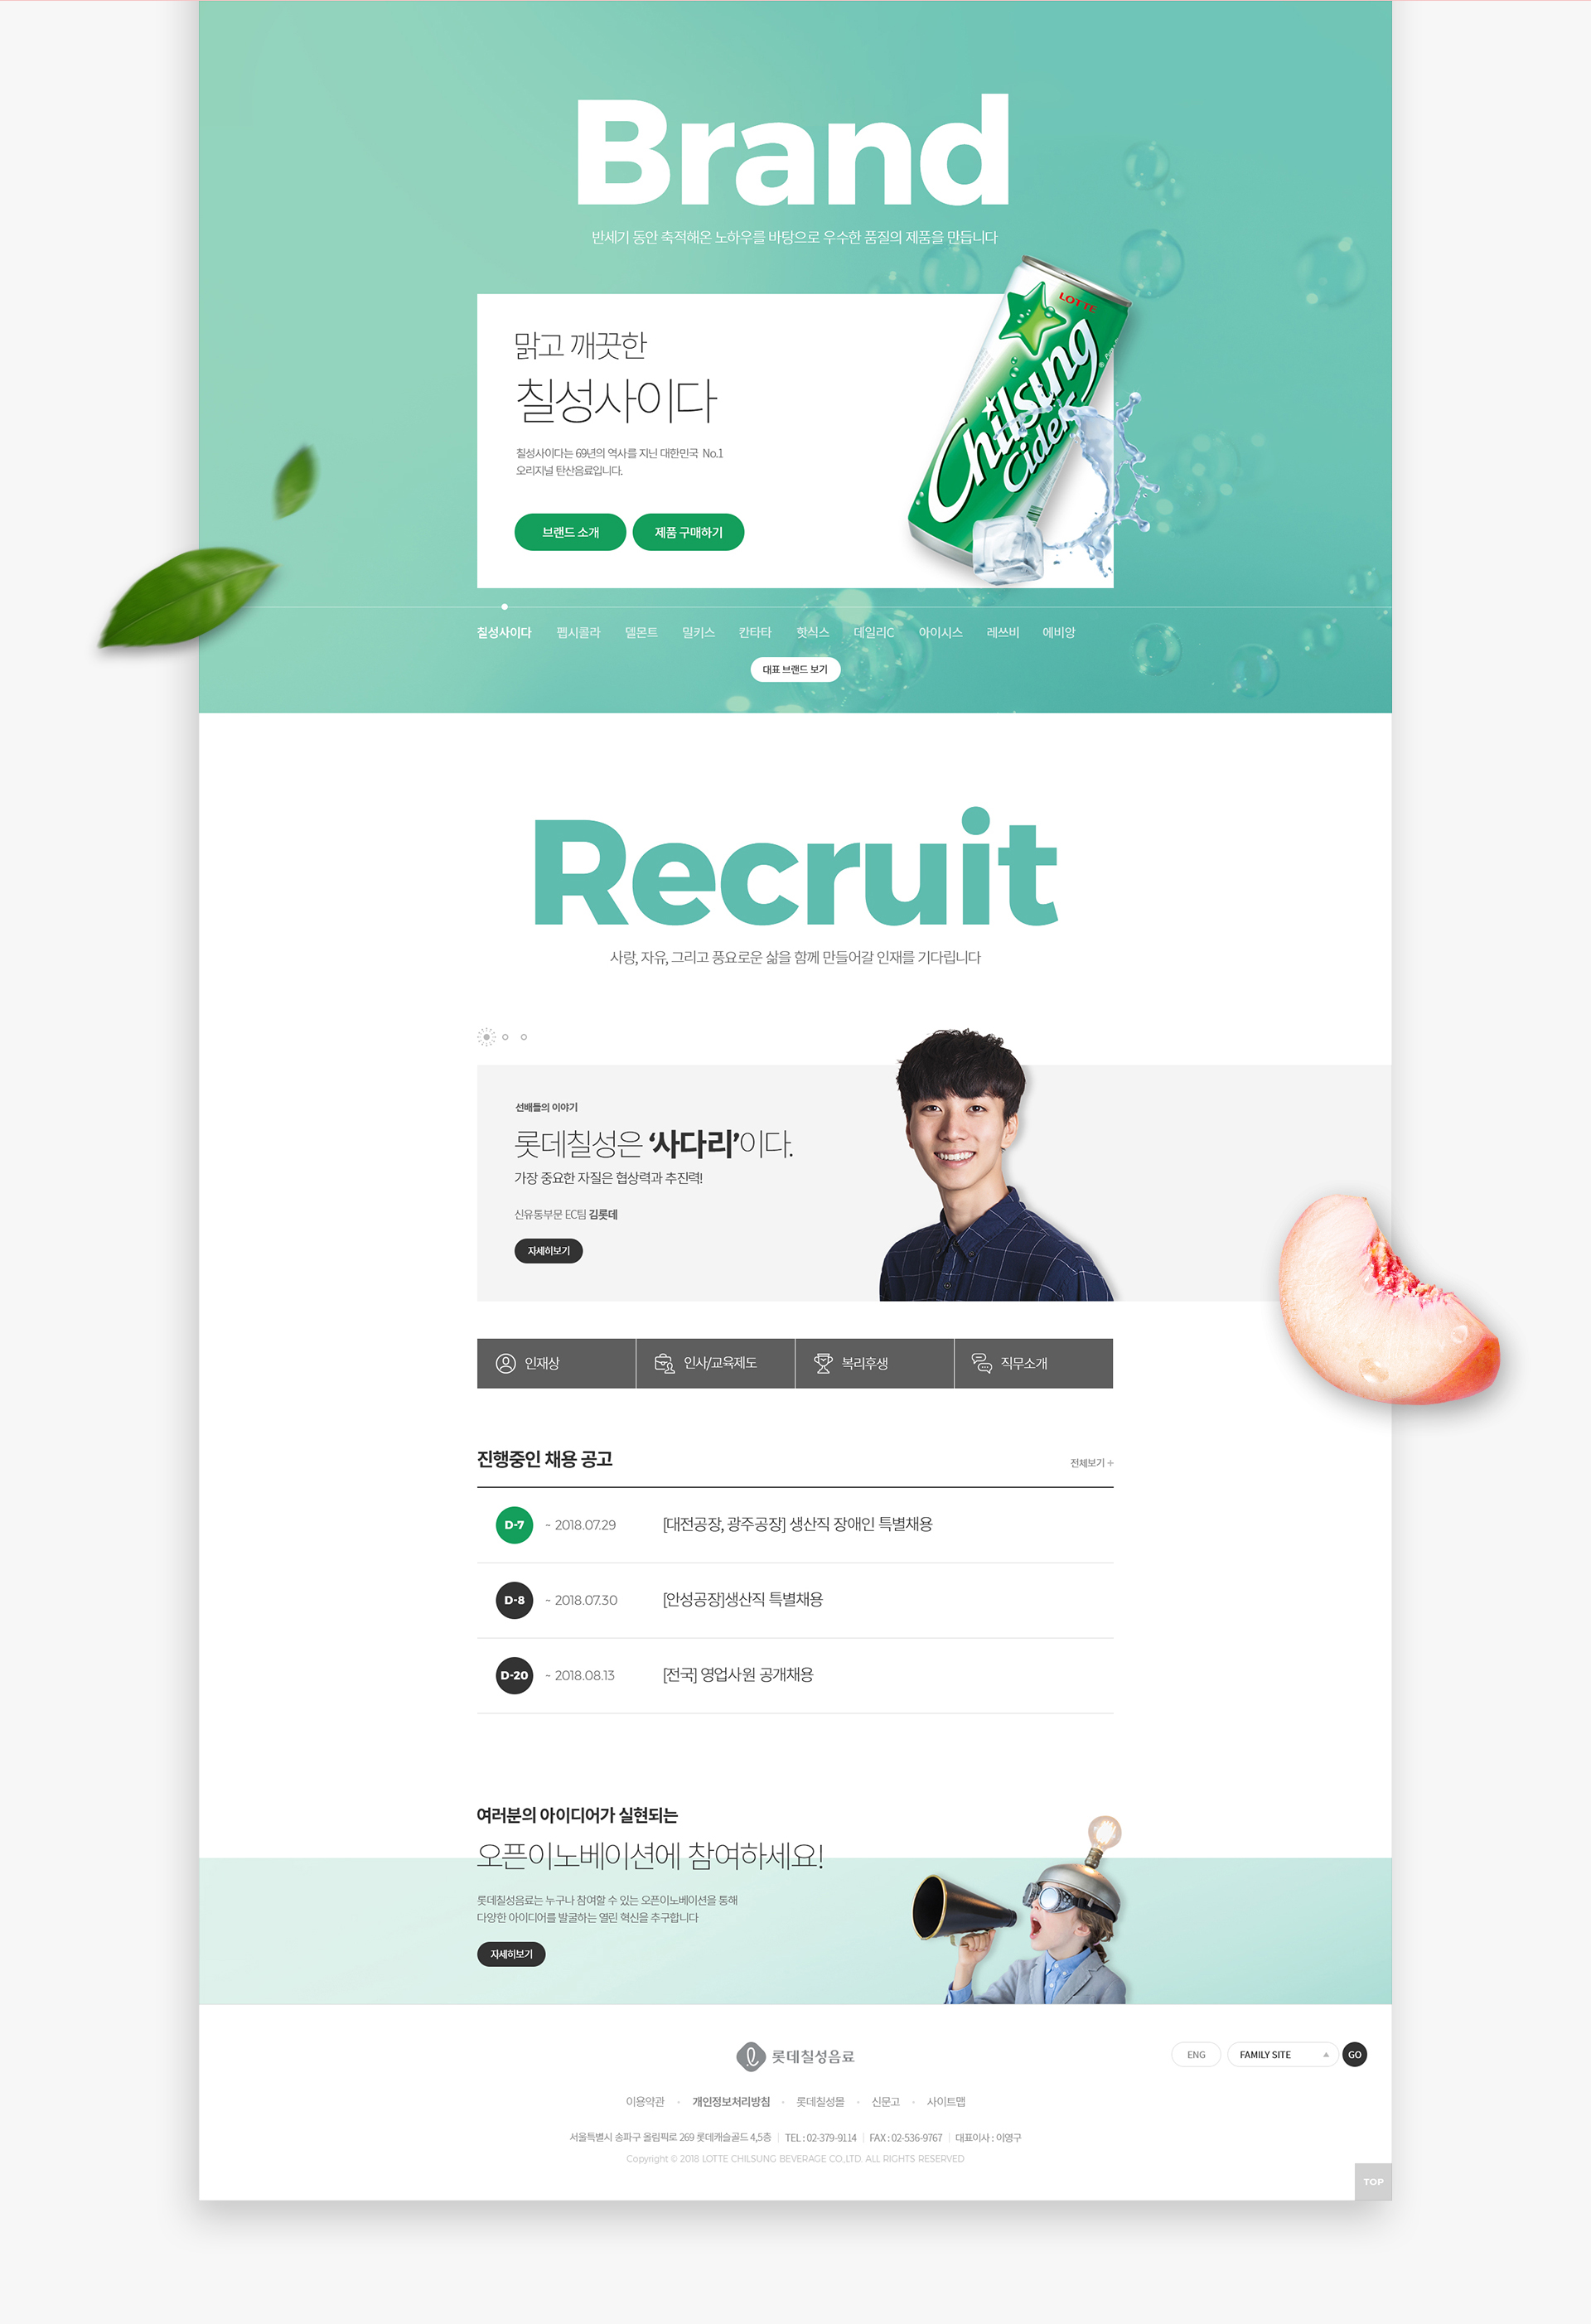 Brand
반세기 동안 축적해온 노하우를 바탕으로 우수한 품질의 제품을 만듭니다
맑고 깨끗한
칠성사이다
칠성사이다는 69년의 역사를 지닌 대한민국 No.1
오리지널 탄산음료입니다.
브랜드 소개
제품 구매하기
LOTTE
Chilsung
Cider
칠성사이다 펩시콜라 델몬트 밀키스 칸타타 핫식스 데일리C 아이시스 레쓰비 에비앙
대표 브랜드 보기
Recruit
사랑, 자유, 그리고 풍요로운 삶을 함께 만들어갈 인재를 기다립니다
선배들의 이야기
롯데칠성은 ‘사다리’이다.
가장 중요한 자질은 협상력과 추진력!
신유통부문 EC팀 김롯데
자세히보기
인재상
인사/교육제도
복리후생
직무소개
진행중인 채용 공고
전체보기 +
D-7 ~ 2018.07.29 [대전공장, 광주공장] 생산직 장애인 특별채용
D-8 ~ 2018.07.30 [안성공장]생산직 특별채용
D-20 ~ 2018.08.13 [전국] 영업사원 공개채용
여러분의 아이디어가 실현되는
오픈이노베이션에 참여하세요!
롯데칠성음료는 누구나 참여할 수 있는 오픈이노베이션을 통해
다양한 아이디어를 발굴하는 열린 혁신을 추구합니다
자세히보기
롯데칠성음료
ENG
FAMILY SITE
GO
이용약관 · 개인정보처리방침 · 롯데칠성몰 · 신문고 · 사이트맵
서울특별시 송파구 올림픽로 269 롯데캐슬골드 4,5층 | TEL : 02-379-9114 | FAX : 02-536-9767 | 대표이사 : 이영구
Copyright © 2018 LOTTE CHILSUNG BEVERAGE CO.,LTD. ALL RIGHTS RESERVED
TOP